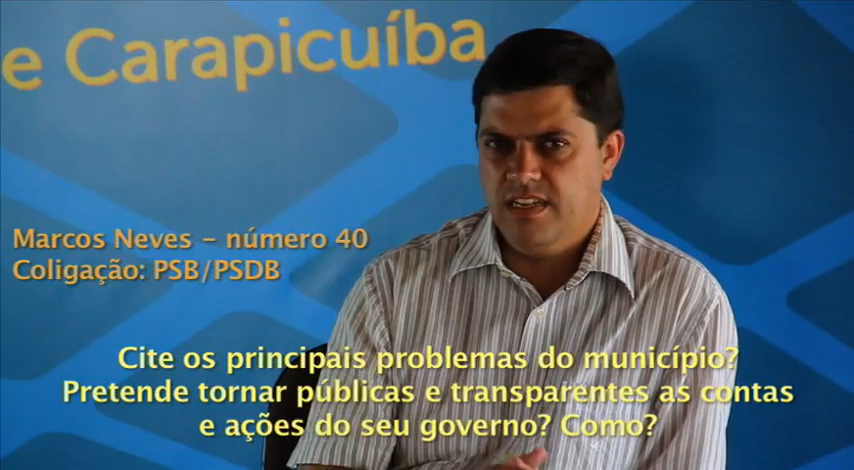 e Carapicuíba
Marcos Neves - número 40
Coligação: PSB/PSDB
Cite os principais problemas do município?
Pretende tornar públicas e transparentes as contas
e ações do seu governo? Como?